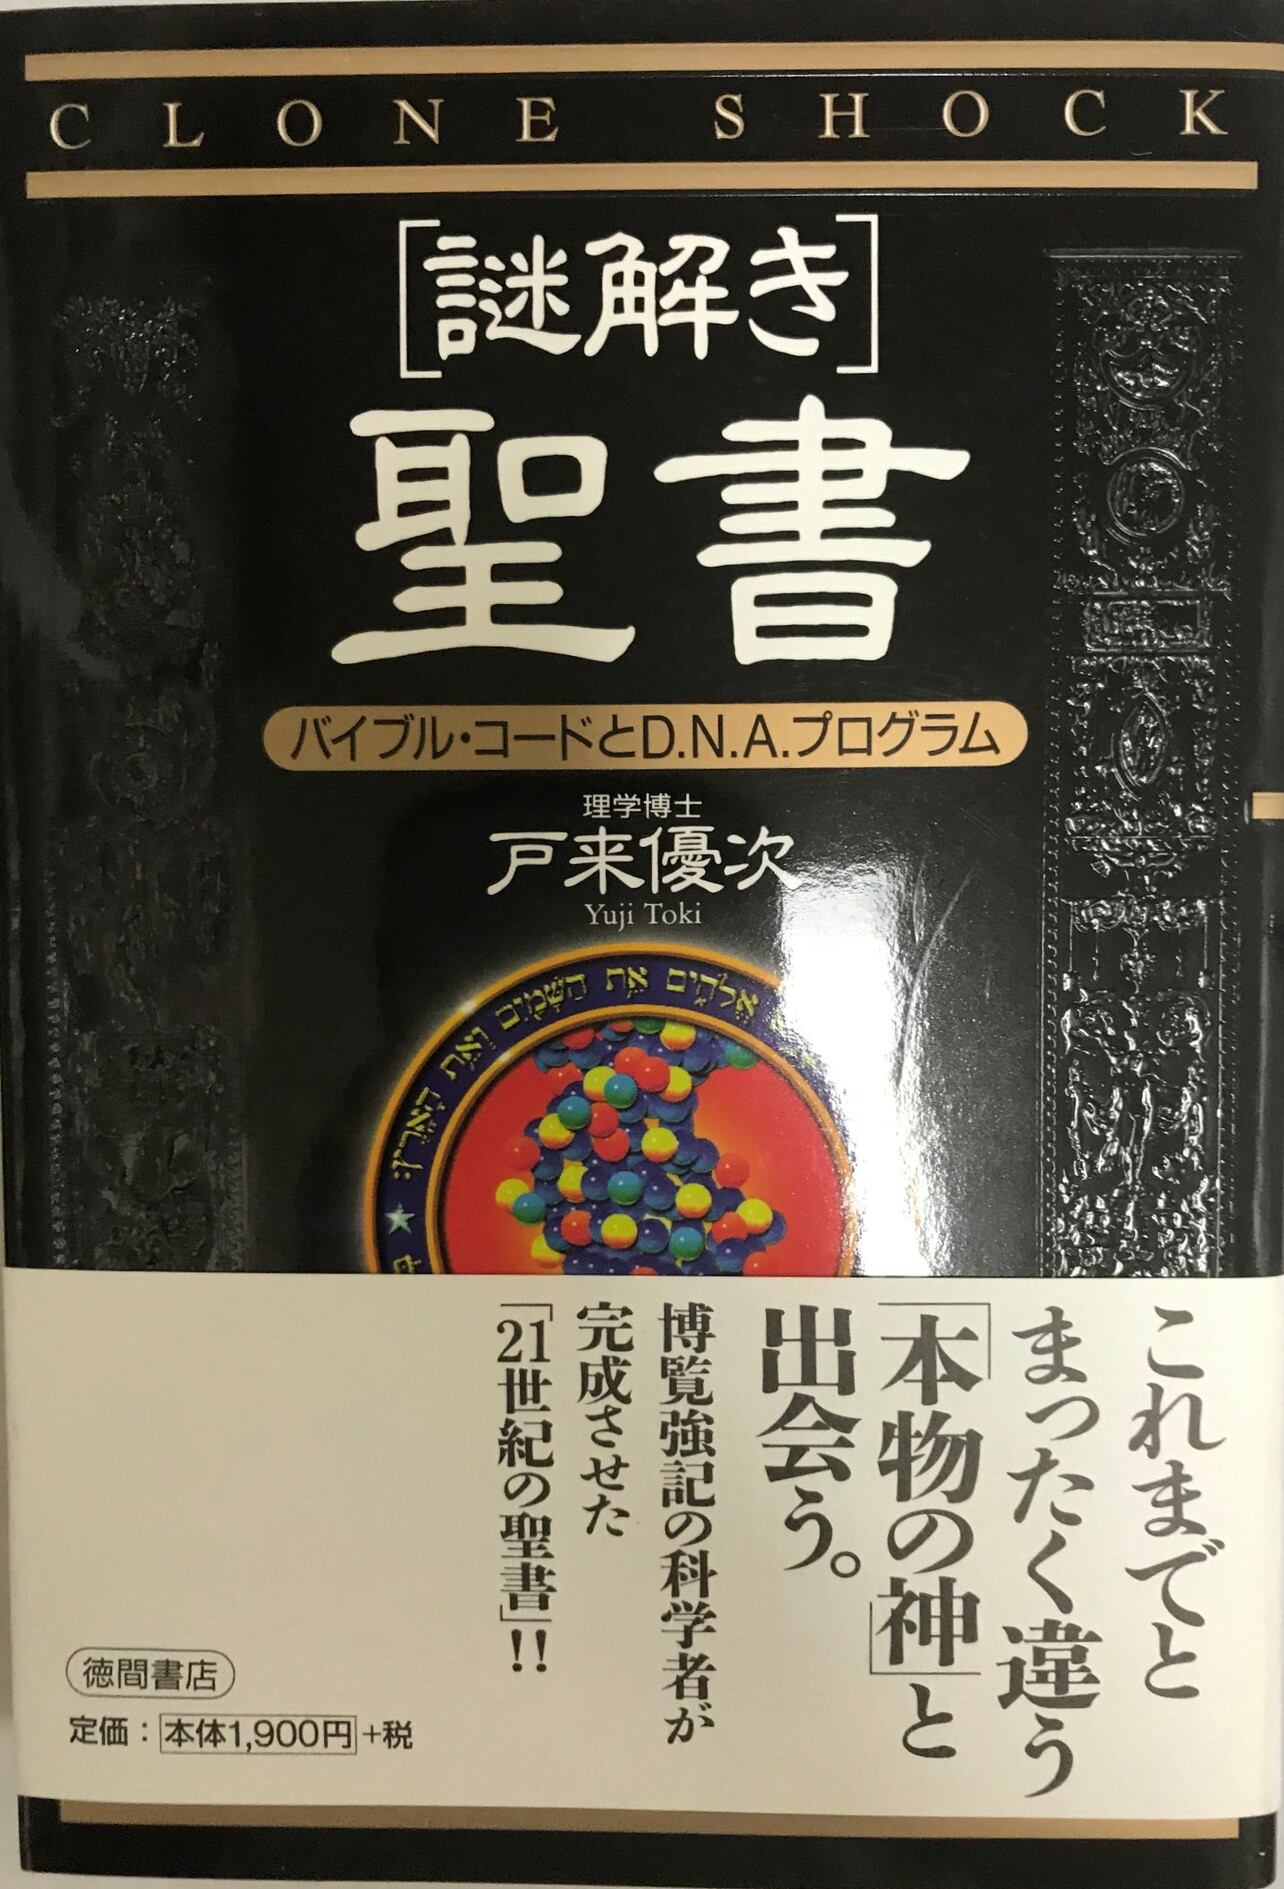 CLONE SHOCK
［謎解き］
聖書
バイブル・コードとD.N.A.プログラム
理学博士
戸来優次
Yuji Toki
אֱלֹהִים אֵת הַשָּׁמַיִם וְאֵת הָאָרֶץ׃
これまでと
まったく違う
「本物の神」と
出会う。
博覧強記の科学者が
完成させた
「21世紀の聖書」!!
徳間書店
定価：本体1,900円+税